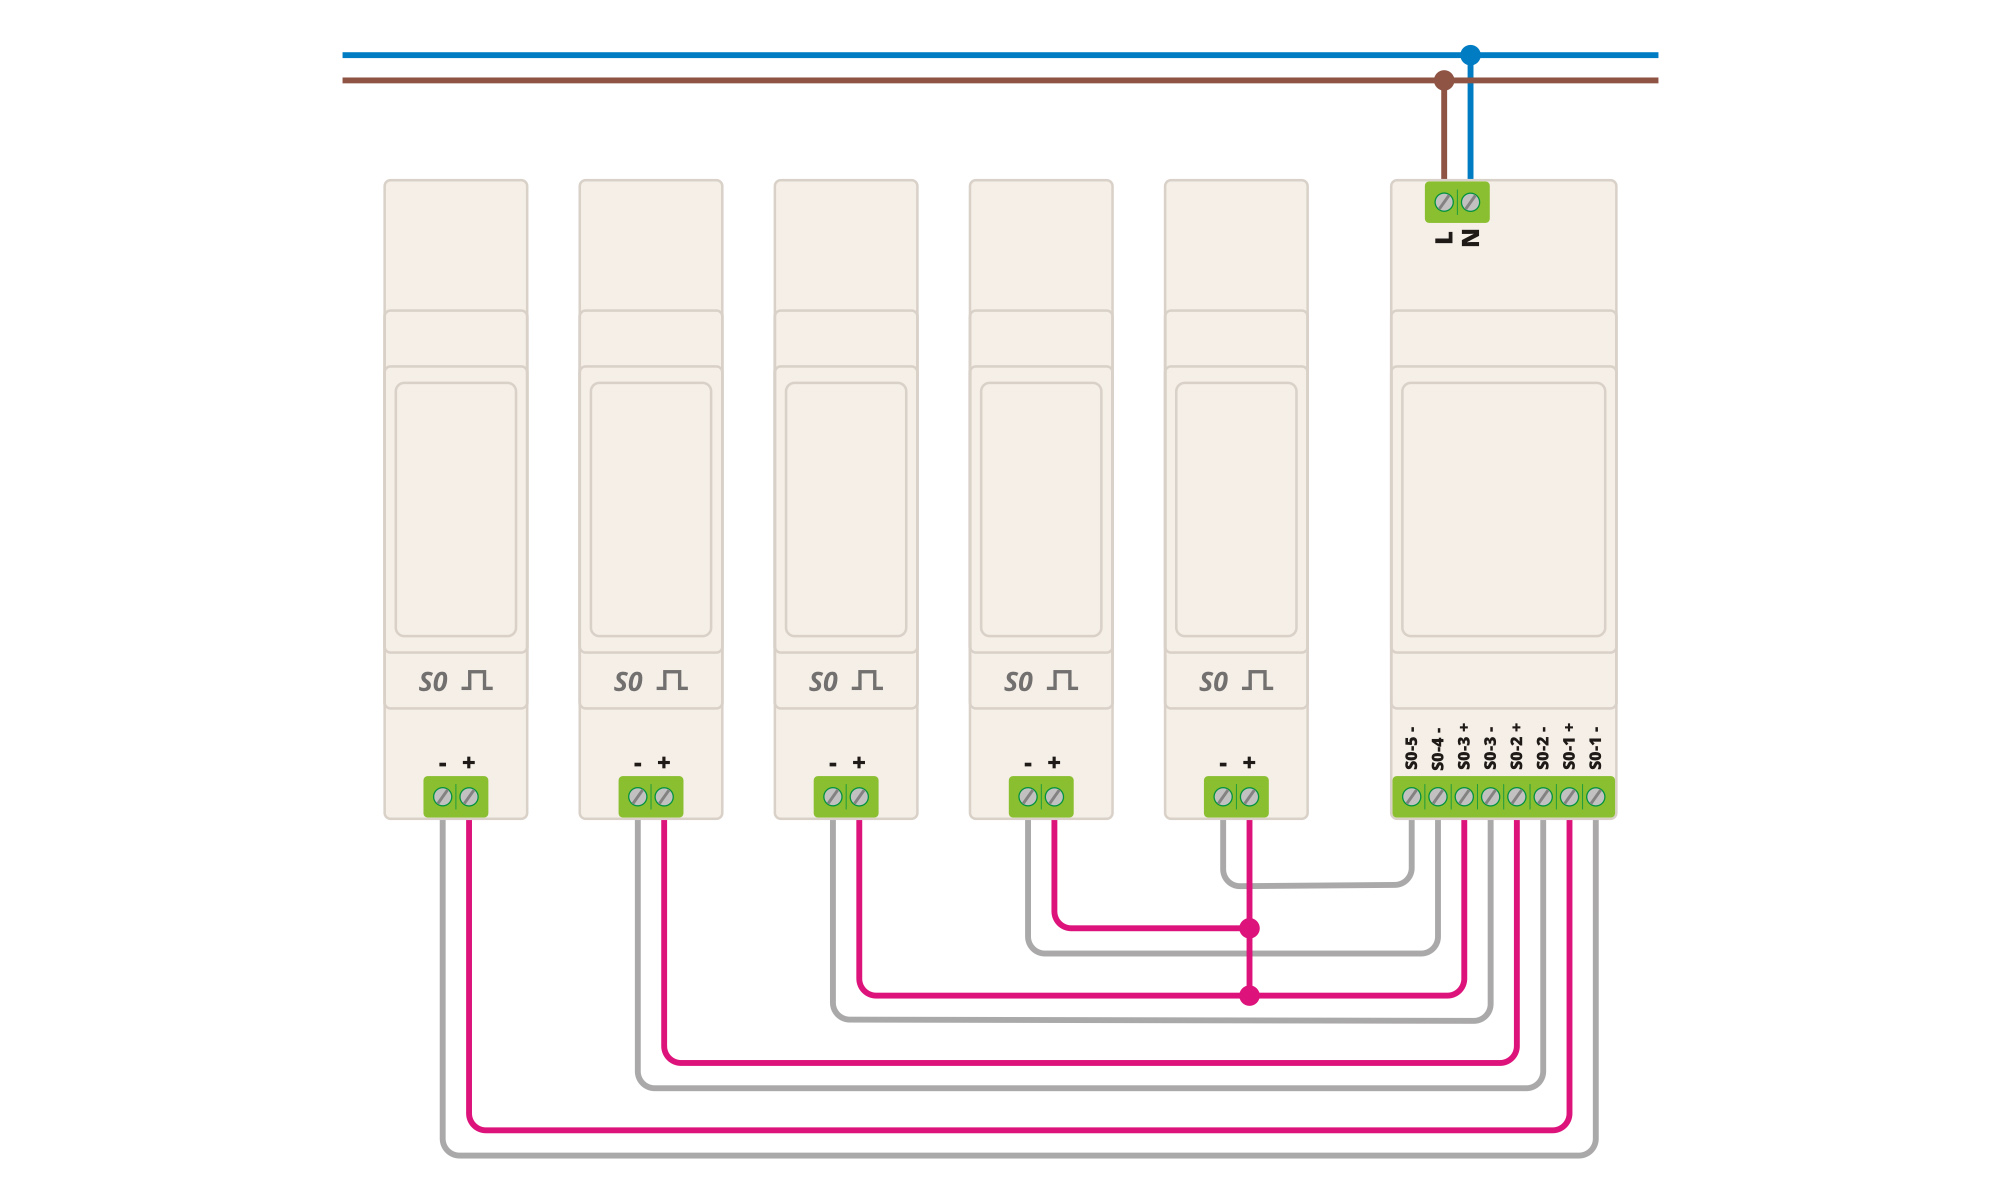 L
N
S0
S0
S0
S0
S0
- +
- +
- +
- +
- +
S0-5 -
S0-4 -
S0-3 +
S0-3 -
S0-2 +
S0-2 -
S0-1 +
S0-1 -